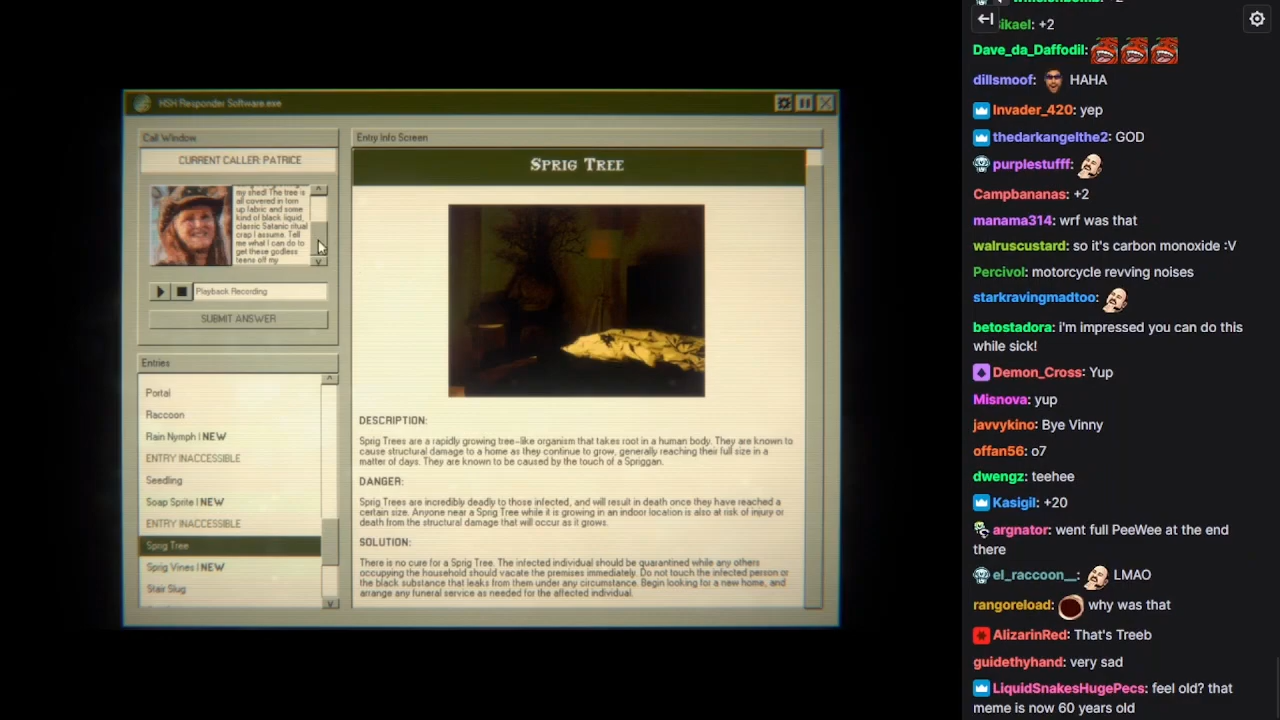 NSH Responder Software.exe
Call Window
CURRENT CALLER: PATRICE
my shed! The tree is
all covered in torn
up fabric and some
kind of black liquid,
classic Satanic ritual
crap I assume. Tell
me what I can do to
get these godless
teens off my
Playback Recording
SUBMIT ANSWER
Entries
Portal
Raccoon
Rain Nymph | NEW
ENTRY INACCESSIBLE
Seedling
Soap Sprite | NEW
ENTRY INACCESSIBLE
Sprig Tree
Sprig Vines | NEW
Stair Slug
Entry Info Screen
SPRIG TREE
DESCRIPTION:
Sprig Trees are a rapidly growing tree-like organism that takes root in a human body. They are known to
cause structural damage to a home as they continue to grow, generally reaching their full size in a
matter of days. They are known to be caused by the touch of a Spriggan.
DANGER:
Sprig Trees are incredibly deadly to those infected, and will result in death once they have reached a
certain size. Anyone near a Sprig Tree while it is growing in an indoor location is also at risk of injury or
death from the structural damage that will occur as it grows.
SOLUTION:
There is no cure for a Sprig Tree. The infected individual should be quarantined while any others
occupying the household should vacate the premises immediately. Do not touch the infected person or
the black substance that leaks from them under any circumstance. Begin looking for a new home, and
arrange any funeral service as needed for the affected individual.
ikael: +2
Dave_da_Daffodil:
dillsmoof: HAHA
Invader_420: yep
thedarkangelthe2: GOD
purplestufff:
Campbananas: +2
manama314: wrf was that
walruscustard: so it's carbon monoxide :V
Percivol: motorcycle revving noises
starkravingmadtoo:
betostadora: i'm impressed you can do this
while sick!
Demon_Cross: Yup
Misnova: yup
javvykino: Bye Vinny
offan56: o7
dwengz: teehee
Kasigil: +20
argnator: went full PeeWee at the end
there
el_raccoon__: LMAO
rangoreload: why was that
AlizarinRed: That's Treeb
guidethyhand: very sad
LiquidSnakesHugePecs: feel old? that
meme is now 60 years old